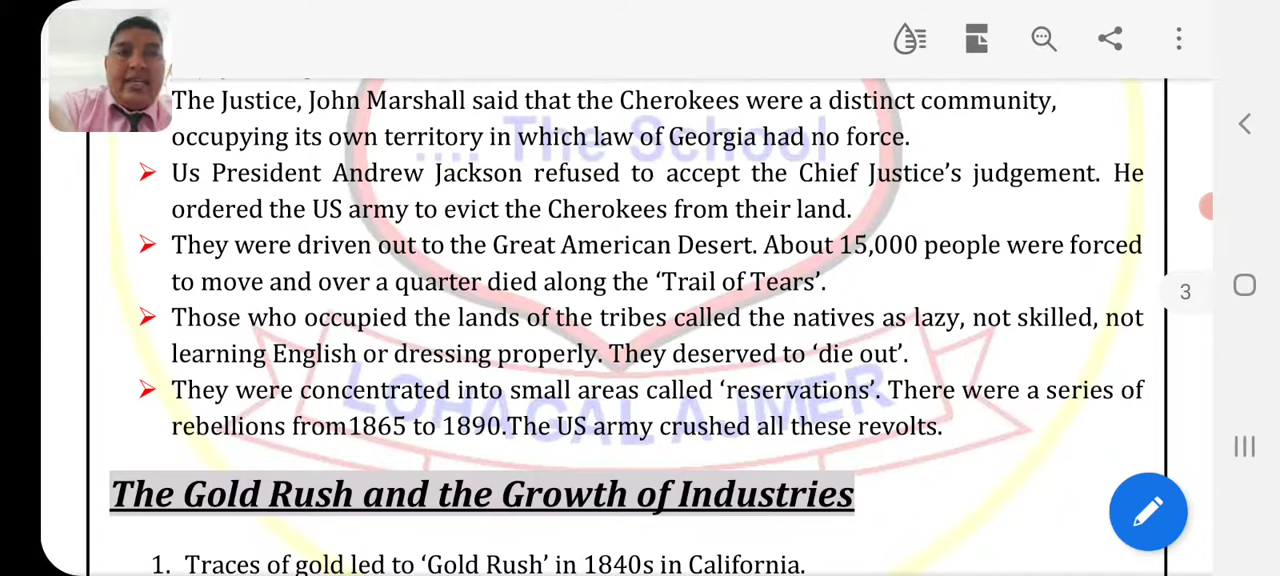 The Justice, John Marshall said that the Cherokees were a distinct community,
occupying its own territory in which law of Georgia had no force.
➢ Us President Andrew Jackson refused to accept the Chief Justice's judgement. He
ordered the US army to evict the Cherokees from their land.
➢ They were driven out to the Great American Desert. About 15,000 people were forced
to move and over a quarter died along the 'Trail of Tears'.
➢ Those who occupied the lands of the tribes called the natives as lazy, not skilled, not
learning English or dressing properly. They deserved to 'die out'.
➢ They were concentrated into small areas called 'reservations'. There were a series of
rebellions from1865 to 1890.The US army crushed all these revolts.
The Gold Rush and the Growth of Industries
1. Traces of gold led to 'Gold Rush' in 1840s in California.
3
.... The School
LOHAGAL AJMER